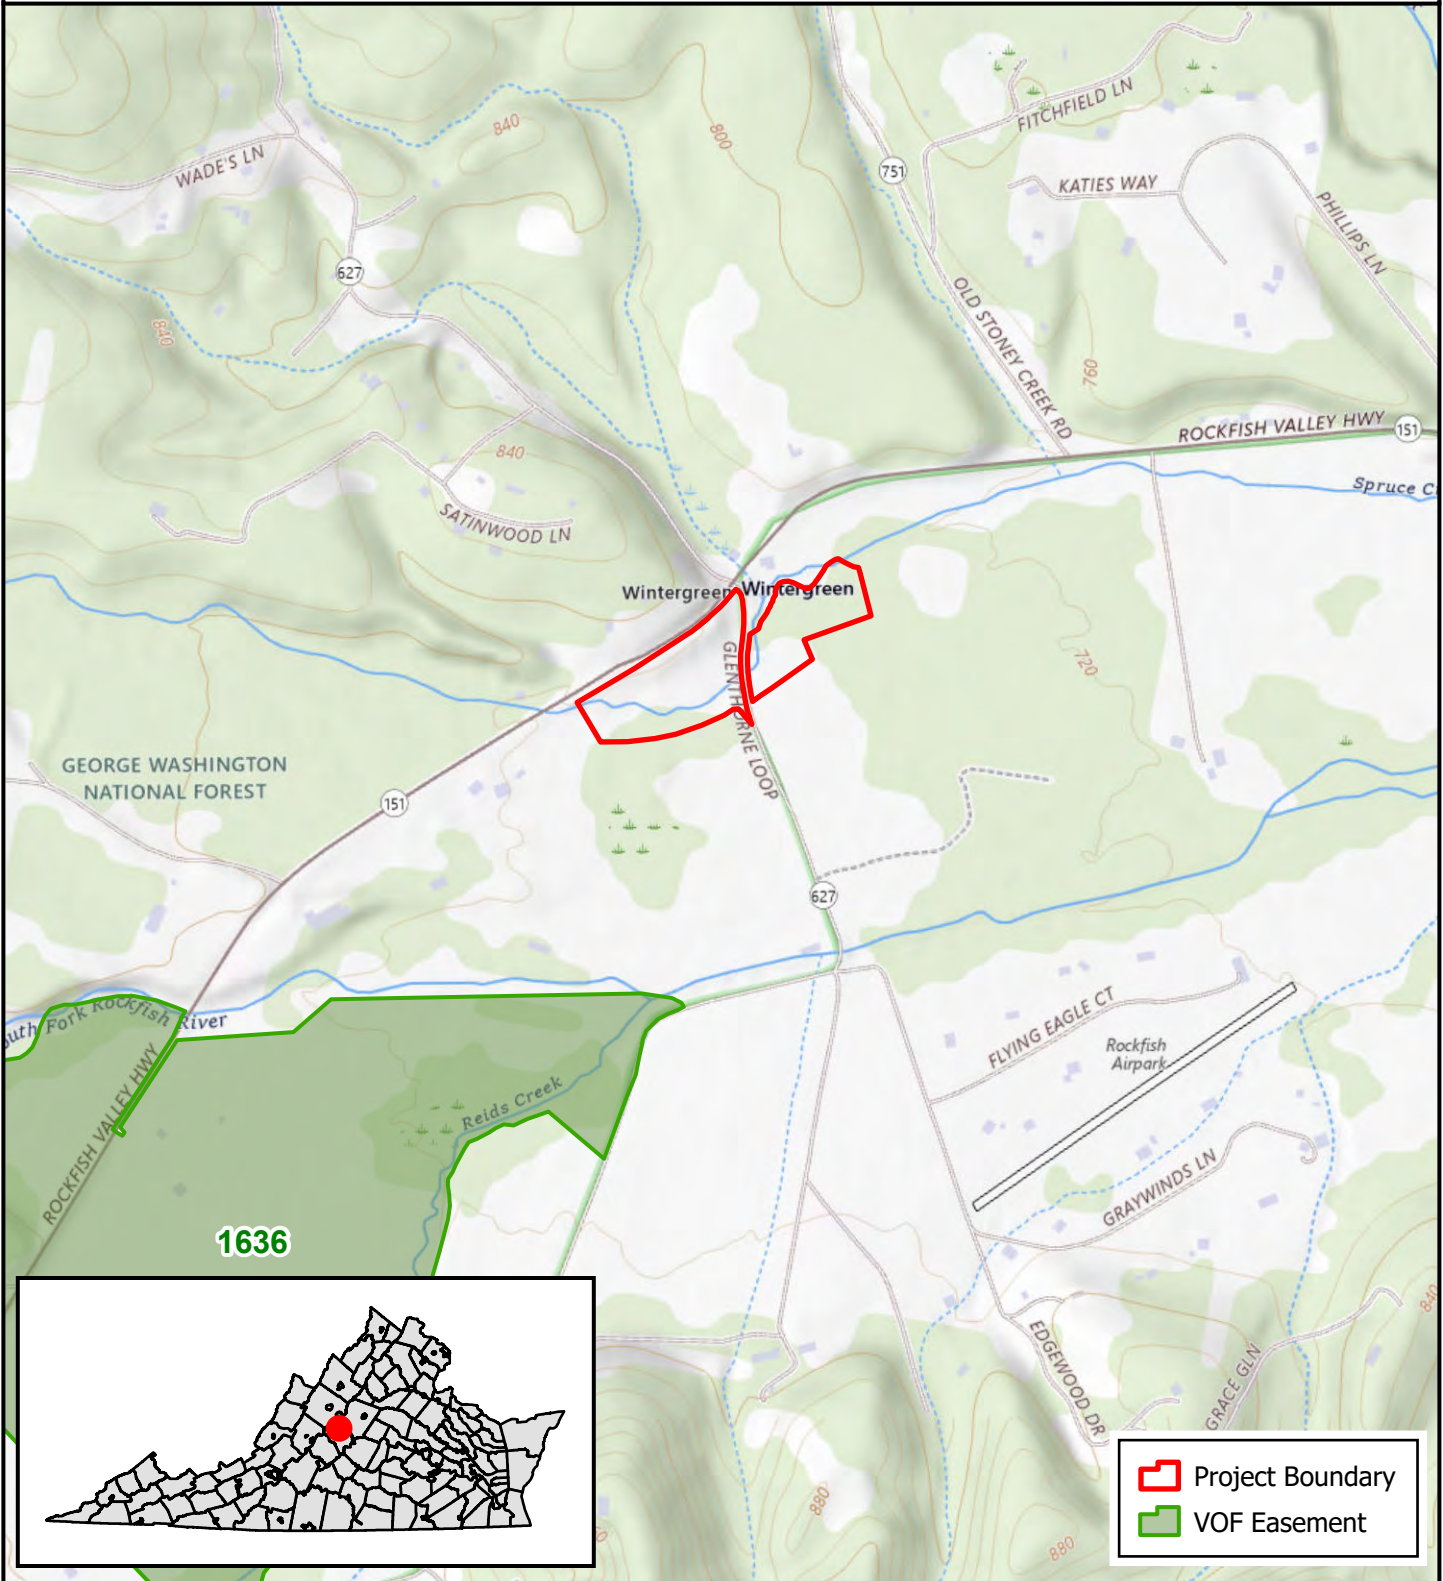 FITCHFIELD LN
840
800
WADE'S LN
751
KATIES WAY
PHILLIPS LN
627
840
OLD STONEY CREEK RD
760
ROCKFISH VALLEY HWY
151
840
Spruce C
SATINWOOD LN
Wintergreen
Wintergreen
GLENTHORNE LOOP
720
GEORGE WASHINGTON
NATIONAL FOREST
151
627
outh Fork Rockfish River
FLYING EAGLE CT
Rockfish
Airpark
ROCKFISH VALLEY HWY
Reids Creek
GRAYWINDS LN
1636
840
EDGEWOOD DR
GRACE GLN
880
880
Project Boundary
VOF Easement